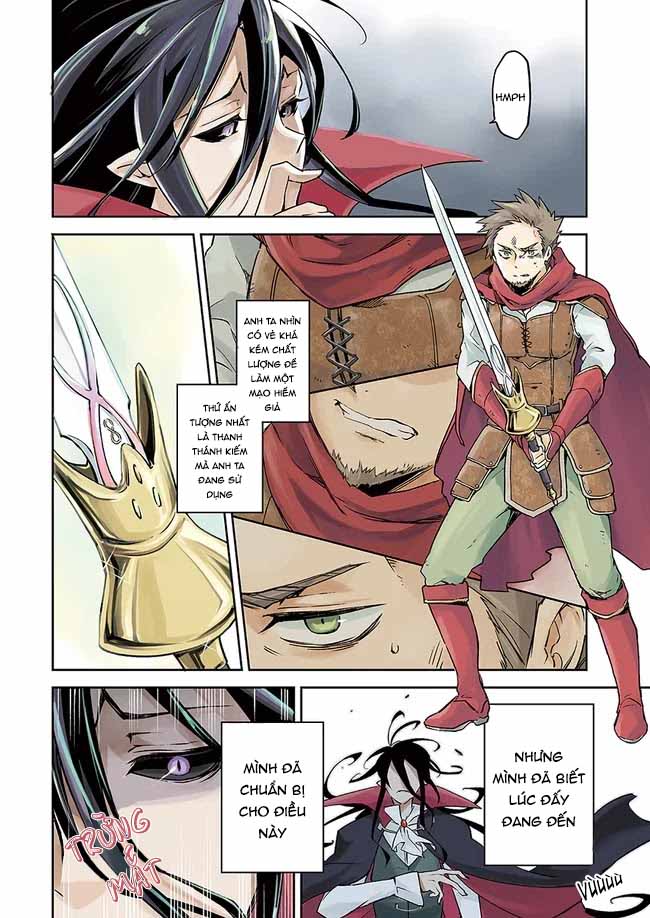 HMPH
ANH TA NHÌN
CÓ VẺ KHÁ
KÉM CHẤT
LƯỢNG ĐỂ
LÀM MỘT
MẠO HIỂM
GIẢ
THỨ ẤN
TƯỢNG NHẤT
LÀ THANH
THÁNH KIẾM
MÀ ANH TA
ĐANG SỬ
DỤNG
NHƯNG
MÌNH ĐÃ BIẾT
LÚC ĐẤY
ĐANG ĐẾN
MÌNH ĐÃ
CHUẨN BỊ
CHO ĐIỀU
NÀY
TRỪNG
MẮT
VÙÙÙÙ